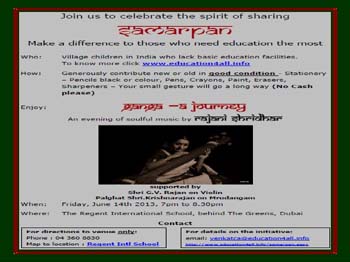 Join us to celebrate the spirit of sharing
SAMARPAN
Make a difference to those who need education the most
Who: Village children in India who lack basic education facilities.
To know more click www.education4all.info
How: Generously contribute new or old in good condition - Stationery
– Pencils black or colour, Pens, Crayons, Paint, Erasers,
Sharpeners – Your small gesture will go a long way (No Cash
please)
Enjoy: GANGA –A JOURNEY
An evening of soulful music by RAJANI SHRIDHAR
supported by
Shri G.V. Rajan on Violin
Palghat Shri.Krishnarajan on Mrudangam
When: Friday, June 14th 2013, 7pm to 8.30pm
Where: The Regent International School, behind The Greens, Dubai
Contact
For directions to venue only:
Phone : 04 360 8830
Map to location : Regent Intl School
For details on the initiative:
email: venkatca@education4all.info